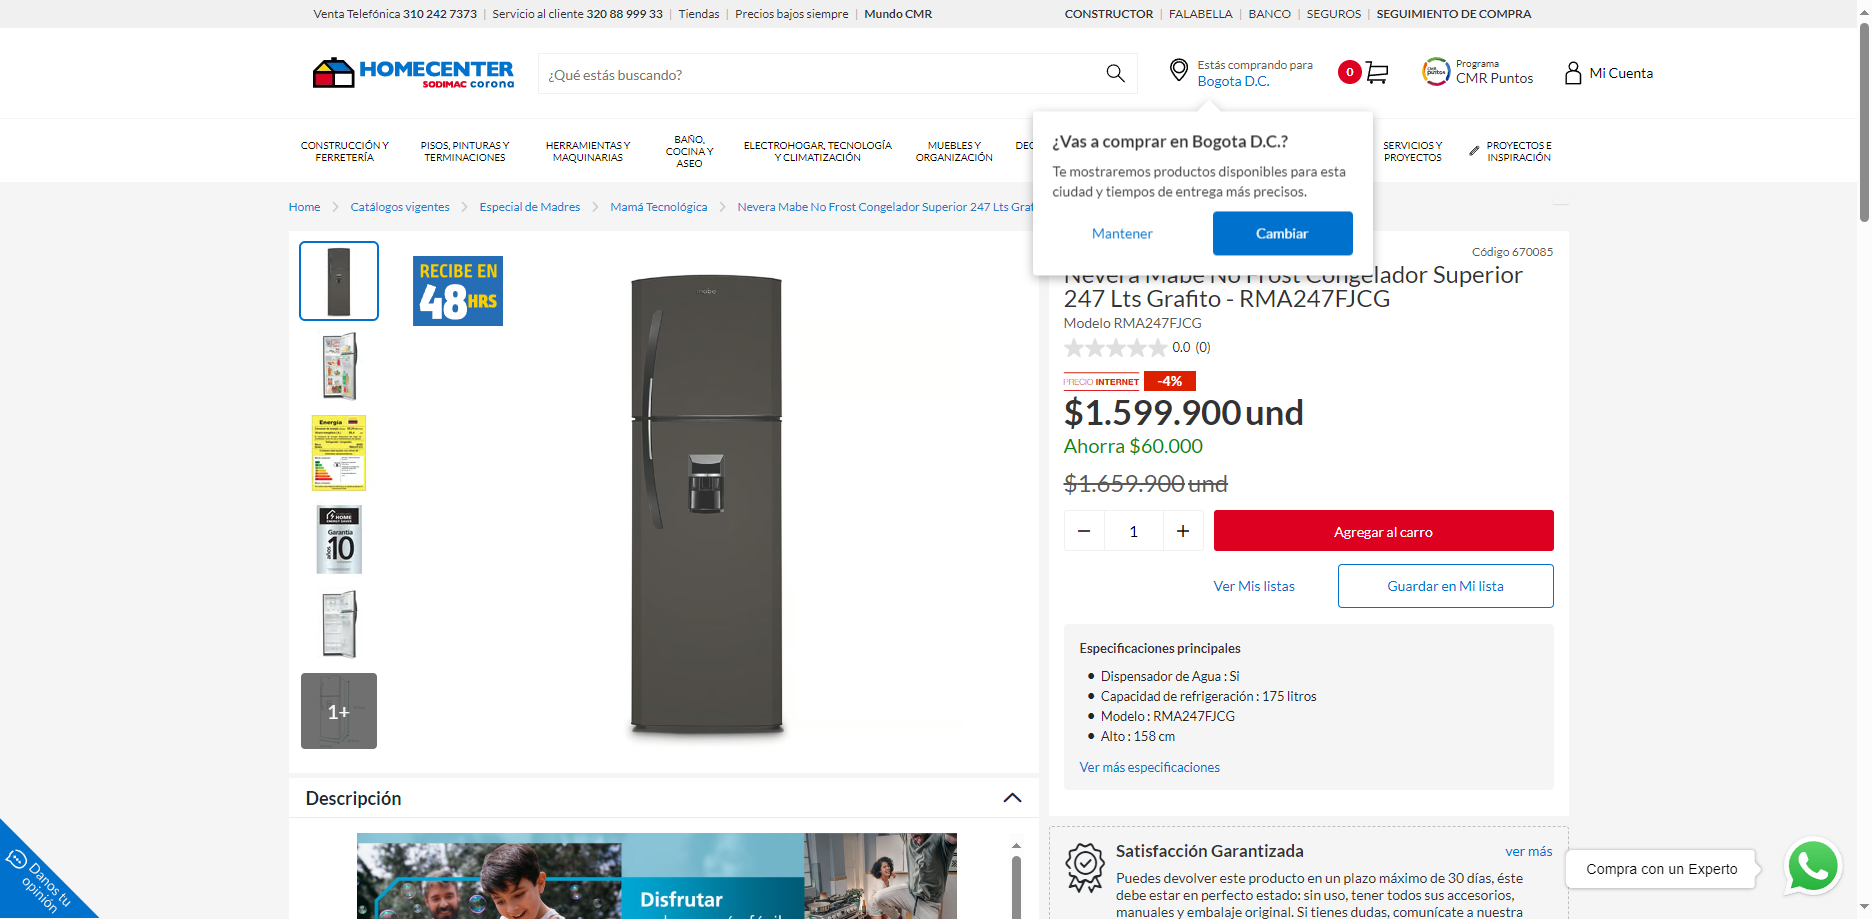 Venta Telefónica 310 242 7373 | Servicio al cliente 320 88 999 33 | Tiendas | Precios bajos siempre | Mundo CMR
CONSTRUCTOR | FALABELLA | BANCO | SEGUROS | SEGUIMIENTO DE COMPRA
HOMECENTER
SODIMAC corona
¿Qué estás buscando?
Estás comprando para
Bogota D.C.
0
Programa
CMR Puntos
Mi Cuenta
CONSTRUCCIÓN Y
FERRETERÍA
PISOS, PINTURAS Y
TERMINACIONES
HERRAMIENTAS Y
MAQUINARIAS
BAÑO,
COCINA Y
ASEO
ELECTROHOGAR, TECNOLOGÍA
Y CLIMATIZACIÓN
MUEBLES Y
ORGANIZACIÓN
SERVICIOS Y
PROYECTOS
PROYECTOS E
INSPIRACIÓN
¿Vas a comprar en Bogota D.C.?
Te mostraremos productos disponibles para esta
ciudad y tiempos de entrega más precisos.
Mantener
Cambiar
Home > Catálogos vigentes > Especial de Madres > Mamá Tecnológica > Nevera Mabe No Frost Congelador Superior 247 Lts Graf
RECIBE EN
48HRS
mabe
Energía
HOME
Garantía
10
años
1+
Código 670085
Nevera Mabe No Frost Congelador Superior
247 Lts Grafito - RMA247FJCG
Modelo RMA247FJCG
0.0 (0)
PRECIO INTERNET
-4%
$1.599.900 und
Ahorra $60.000
$1.659.900 und
1
Agregar al carro
Ver Mis listas
Guardar en Mi lista
Especificaciones principales
Dispensador de Agua : Si
Capacidad de refrigeración : 175 litros
Modelo : RMA247FJCG
Alto : 158 cm
Ver más especificaciones
Descripción
Disfrutar
Satisfacción Garantizada
ver más
Puedes devolver este producto en un plazo máximo de 30 días, éste
debe estar en perfecto estado: sin uso, tener todos sus accesorios,
manuales y embalaje original. Si tienes dudas, comunícate a nuestra
Compra con un Experto
Danos tu
opinión